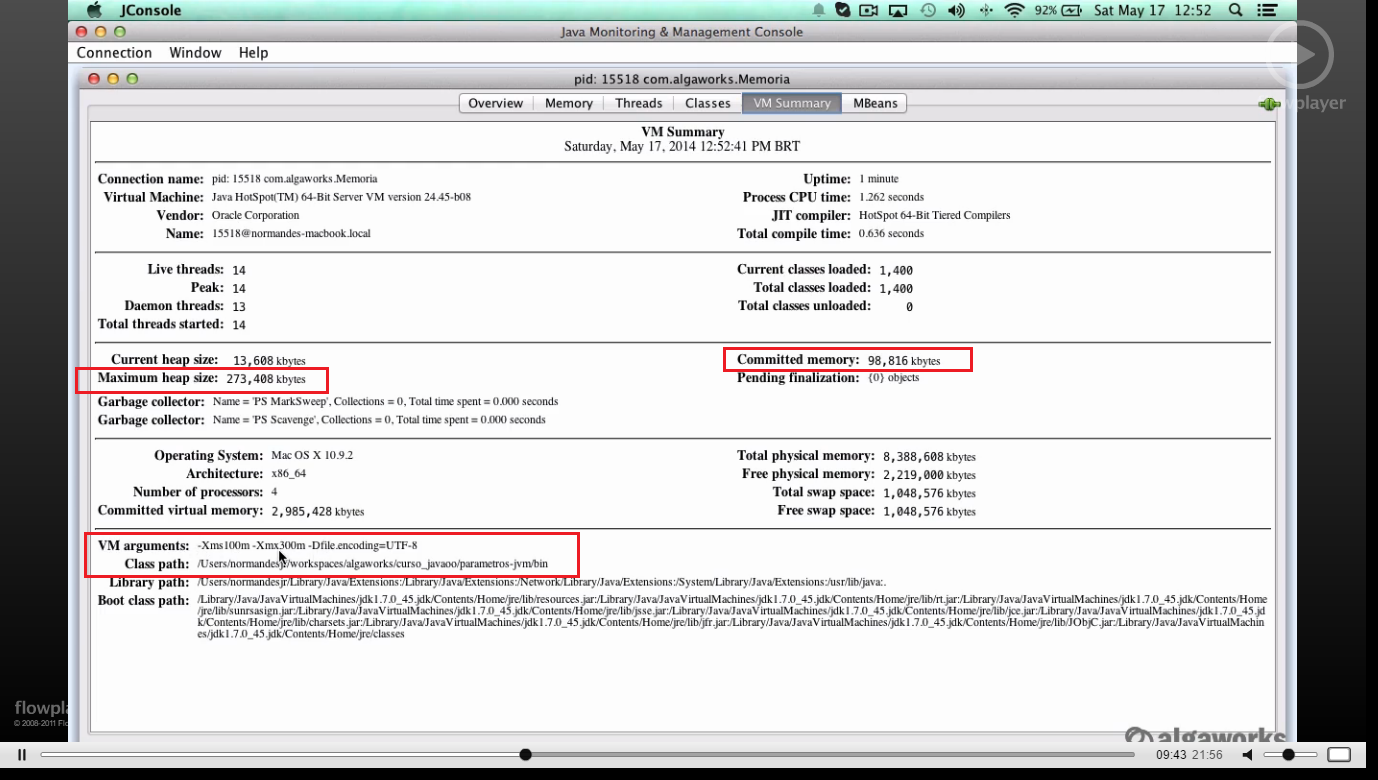 JConsole
92%
Sat May 17 12:52
Java Monitoring & Management Console
Connection Window Help
pid: 15518 com.algaworks.Memoria
Overview Memory Threads Classes VM Summary MBeans
player
VM Summary
Saturday, May 17, 2014 12:52:41 PM BRT
Connection name: pid: 15518 com.algaworks.Memoria
Virtual Machine: Java HotSpot(TM) 64-Bit Server VM version 24.45-b08
Vendor: Oracle Corporation
Name: 15518@normandes-macbook.local
Uptime: 1 minute
Process CPU time: 1.262 seconds
JIT compiler: HotSpot 64-Bit Tiered Compilers
Total compile time: 0.636 seconds
Live threads: 14
Peak: 14
Daemon threads: 13
Total threads started: 14
Current classes loaded: 1,400
Total classes loaded: 1,400
Total classes unloaded: 0
Current heap size: 13,608 kbytes
Maximum heap size: 273,408 kbytes
Committed memory: 98,816 kbytes
Pending finalization: {0} objects
Garbage collector: Name = 'PS MarkSweep', Collections = 0, Total time spent = 0.000 seconds
Garbage collector: Name = 'PS Scavenge', Collections = 0, Total time spent = 0.000 seconds
Operating System: Mac OS X 10.9.2
Architecture: x86_64
Number of processors: 4
Committed virtual memory: 2,985,428 kbytes
Total physical memory: 8,388,608 kbytes
Free physical memory: 2,219,000 kbytes
Total swap space: 1,048,576 kbytes
Free swap space: 1,048,576 kbytes
VM arguments: -Xms100m -Xmx300m -Dfile.encoding=UTF-8
Class path: /Users/normandesjr/workspaces/algaworks/curso_javaoo/parametros-jvm/bin
Library path: /Users/normandesjr/Library/Java/Extensions:/Library/Java/Extensions:/Network/Library/Java/Extensions:/System/Library/Java/Extensions:/usr/lib/java:.
Boot class path: /Library/Java/JavaVirtualMachines/jdk1.7.0_45.jdk/Contents/Home/jre/lib/resources.jar:/Library/Java/JavaVirtualMachines/jdk1.7.0_45.jdk/Contents/Home/jre/lib/rt.jar:/Library/Java/JavaVirtualMachines/jdk1.7.0_45.jdk/Contents/Home
/jre/lib/sunrsasign.jar:/Library/Java/JavaVirtualMachines/jdk1.7.0_45.jdk/Contents/Home/jre/lib/jsse.jar:/Library/Java/JavaVirtualMachines/jdk1.7.0_45.jdk/Contents/Home/jre/lib/jce.jar:/Library/Java/JavaVirtualMachines/jdk1.7.0_45.jd
k/Contents/Home/jre/lib/charsets.jar:/Library/Java/JavaVirtualMachines/jdk1.7.0_45.jdk/Contents/Home/jre/lib/jfr.jar:/Library/Java/JavaVirtualMachines/jdk1.7.0_45.jdk/Contents/Home/jre/lib/JObjC.jar:/Library/Java/JavaVirtualMachin
es/jdk1.7.0_45.jdk/Contents/Home/jre/classes
flowpla
© 2008-2011 Flo
algaworks
09:43 21:56